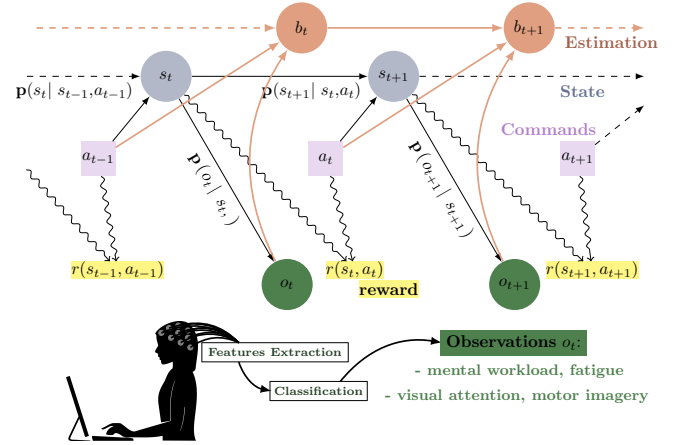 b_t
b_{t+1}
Estimation
s_t
s_{t+1}
p(s_t| s_{t−1},a_{t−1})
p(s_{t+1}| s_t,a_t)
State
Commands
a_{t−1}
a_t
a_{t+1}
p(o_t| s_t,)
p(o_{t+1}| s_{t+1})
r(s_{t−1}, a_{t−1})
r(s_t, a_t)
r(s_{t+1}, a_{t+1})
reward
o_t
o_{t+1}
Features Extraction
Observations o_t:
- mental workload, fatigue
Classification
- visual attention, motor imagery